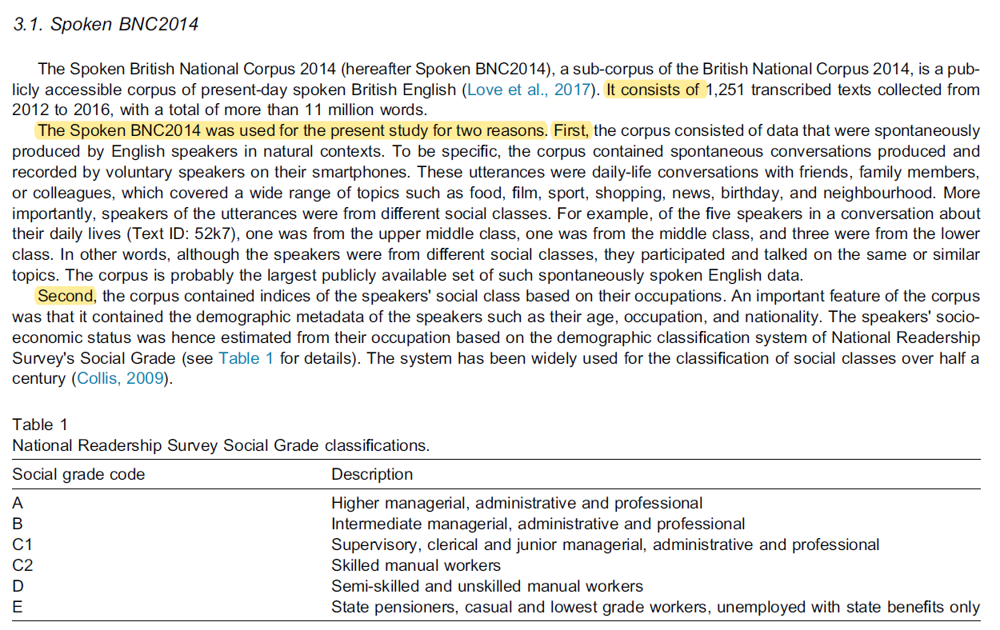 3.1. Spoken BNC2014
The Spoken British National Corpus 2014 (hereafter Spoken BNC2014), a sub-corpus of the British National Corpus 2014, is a pub-
licly accessible corpus of present-day spoken British English (Love et al., 2017). It consists of 1,251 transcribed texts collected from
2012 to 2016, with a total of more than 11 million words.
The Spoken BNC2014 was used for the present study for two reasons. First, the corpus consisted of data that were spontaneously
produced by English speakers in natural contexts. To be specific, the corpus contained spontaneous conversations produced and
recorded by voluntary speakers on their smartphones. These utterances were daily-life conversations with friends, family members,
or colleagues, which covered a wide range of topics such as food, film, sport, shopping, news, birthday, and neighbourhood. More
importantly, speakers of the utterances were from different social classes. For example, of the five speakers in a conversation about
their daily lives (Text ID: 52k7), one was from the upper middle class, one was from the middle class, and three were from the lower
class. In other words, although the speakers were from different social classes, they participated and talked on the same or similar
topics. The corpus is probably the largest publicly available set of such spontaneously spoken English data.
Second, the corpus contained indices of the speakers' social class based on their occupations. An important feature of the corpus
was that it contained the demographic metadata of the speakers such as their age, occupation, and nationality. The speakers' socio-
economic status was hence estimated from their occupation based on the demographic classification system of National Readership
Survey's Social Grade (see Table 1 for details). The system has been widely used for the classification of social classes over half a
century (Collis, 2009).
Table 1
National Readership Survey Social Grade classifications.
Social grade code Description
A Higher managerial, administrative and professional
B Intermediate managerial, administrative and professional
C1 Supervisory, clerical and junior managerial, administrative and professional
C2 Skilled manual workers
D Semi-skilled and unskilled manual workers
E State pensioners, casual and lowest grade workers, unemployed with state benefits only